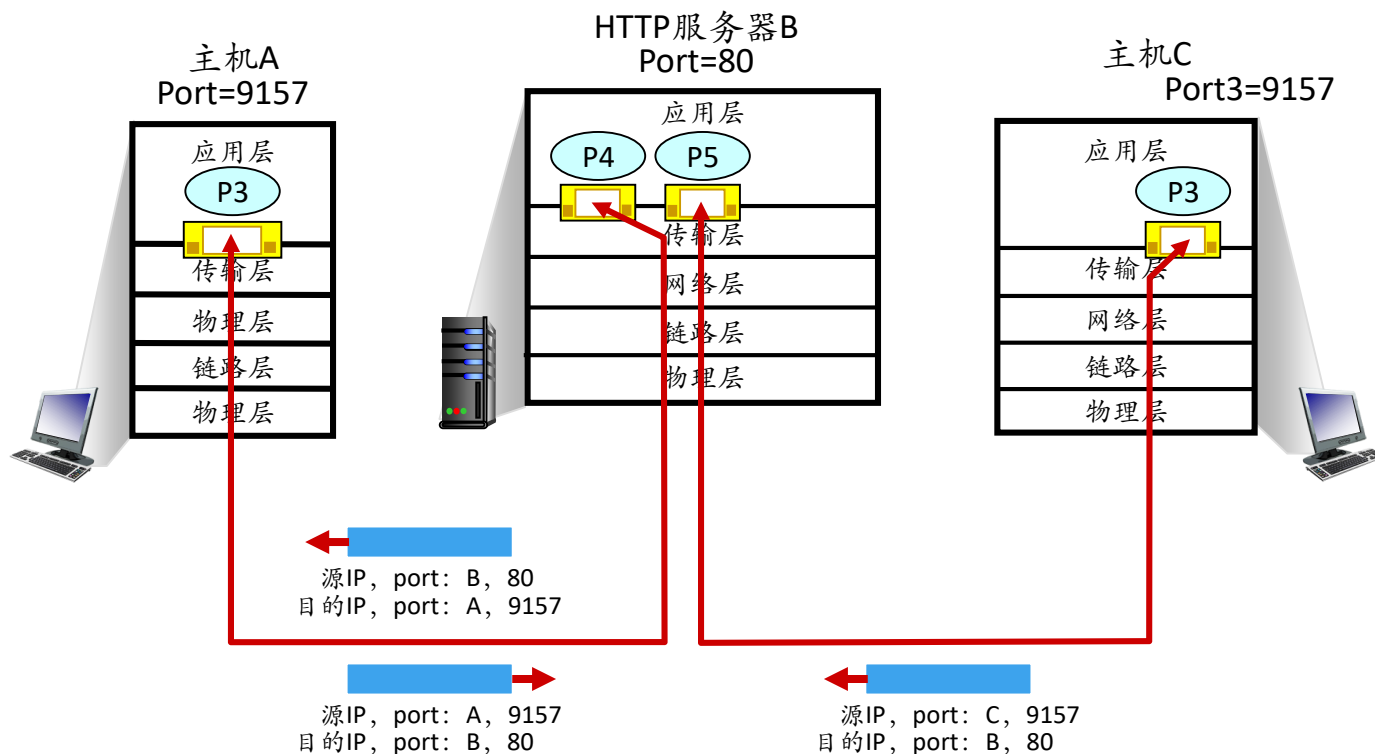 主机A
Port=9157
应用层
P3
传输层
物理层
链路层
物理层
HTTP服务器B
Port=80
应用层
P4
P5
传输层
网络层
链路层
物理层
主机C
Port3=9157
应用层
P3
传输层
网络层
链路层
物理层
源IP，port：B，80
目的IP，port：A，9157
源IP，port：A，9157
目的IP，port：B，80
源IP，port：C，9157
目的IP，port：B，80